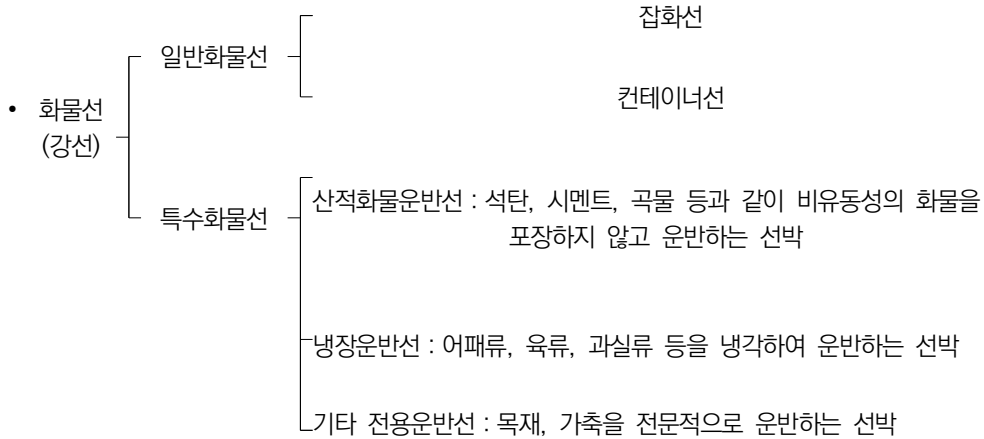 잡화선
일반화물선
컨테이너선
• 화물선
(강선)
산적화물운반선 : 석탄, 시멘트, 곡물 등과 같이 비유동성의 화물을
특수화물선
포장하지 않고 운반하는 선박
냉장운반선 : 어패류, 육류, 과실류 등을 냉각하여 운반하는 선박
기타 전용운반선 : 목재, 가축을 전문적으로 운반하는 선박